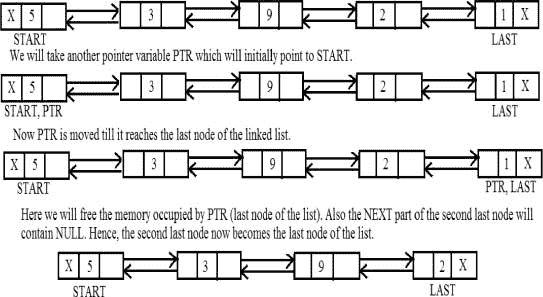 X 5 3 9 2 1 X
START LAST
We will take another pointer variable PTR which will initially point to START.
X 5 3 9 2 1 X
START, PTR LAST
Now PTR is moved till it reaches the last node of the linked list.
X 5 3 9 2 1 X
START PTR, LAST
Here we will free the memory occupied by PTR (last node of the list). Also the NEXT part of the second last node will
contain NULL. Hence, the second last node now becomes the last node of the list.
X 5 3 9 2 X
START LAST